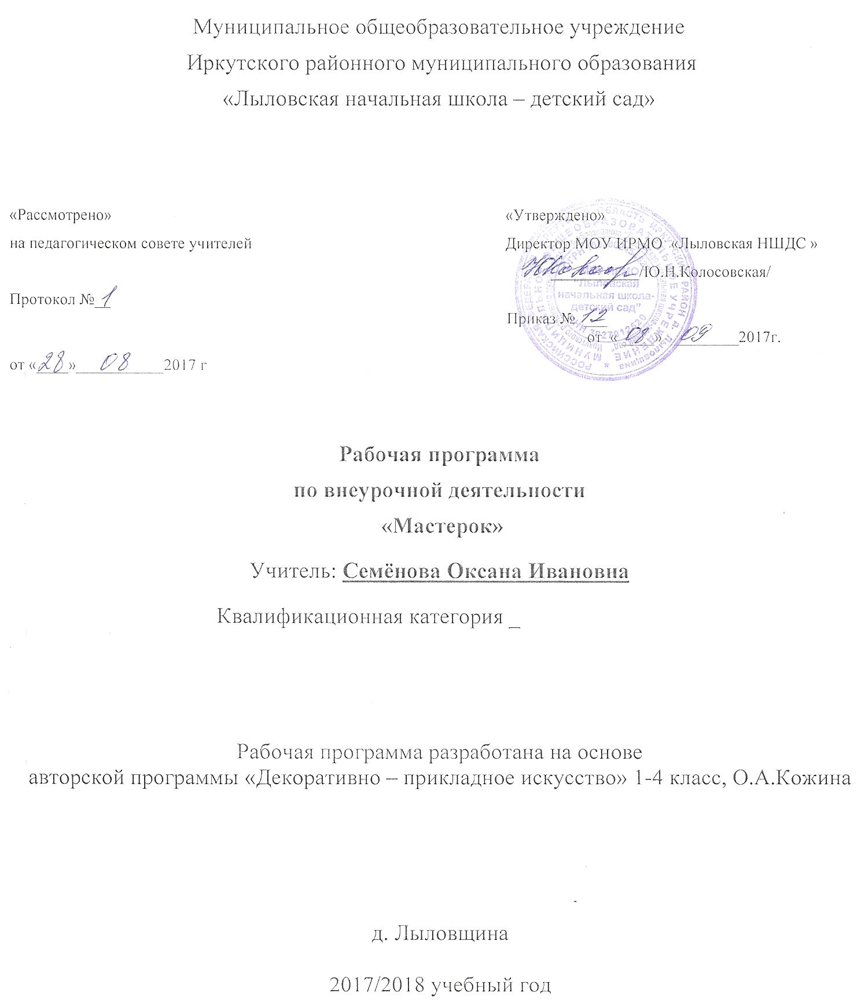 Муниципальное общеобразовательное учреждение
Иркутского районного муниципального образования
«Лыловская начальная школа – детский сад»
«Рассмотрено»
на педагогическом совете учителей
Протокол № 1
от «28» 08 2017 г
«Утверждено»
Директор МОУ ИРМО «Лыловская НШДС »
/Ю.Н.Колосовская/
Приказ № 12
от « 08 » 09 2017г.
"Лыловская
начальная школа-
детский сад"
Рабочая программа
по внеурочной деятельности
«Мастерок»
Учитель: Семёнова Оксана Ивановна
Квалификационная категория _
Рабочая программа разработана на основе
авторской программы «Декоративно – прикладное искусство» 1-4 класс, О.А.Кожина
д. Лыловщина
2017/2018 учебный год